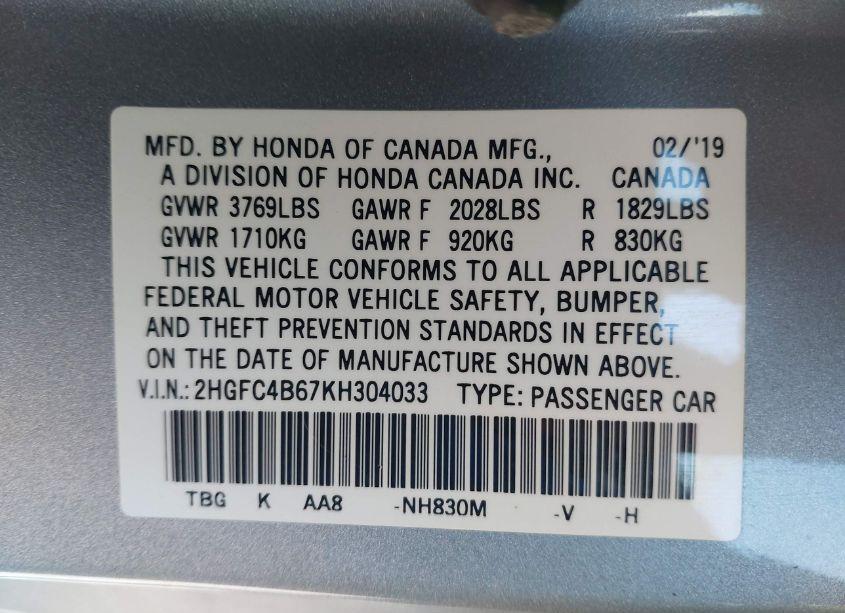 MFD. BY HONDA OF CANADA MFG., 02/'19
A DIVISION OF HONDA CANADA INC. CANADA
GVWR 3769LBS GAWR F 2028LBS R 1829LBS
GVWR 1710KG GAWR F 920KG R 830KG
THIS VEHICLE CONFORMS TO ALL APPLICABLE
FEDERAL MOTOR VEHICLE SAFETY, BUMPER,
AND THEFT PREVENTION STANDARDS IN EFFECT
ON THE DATE OF MANUFACTURE SHOWN ABOVE.
V.I.N.: 2HGFC4B67KH304033 TYPE: PASSENGER CAR
TBG K AA8 -NH830M -V -H